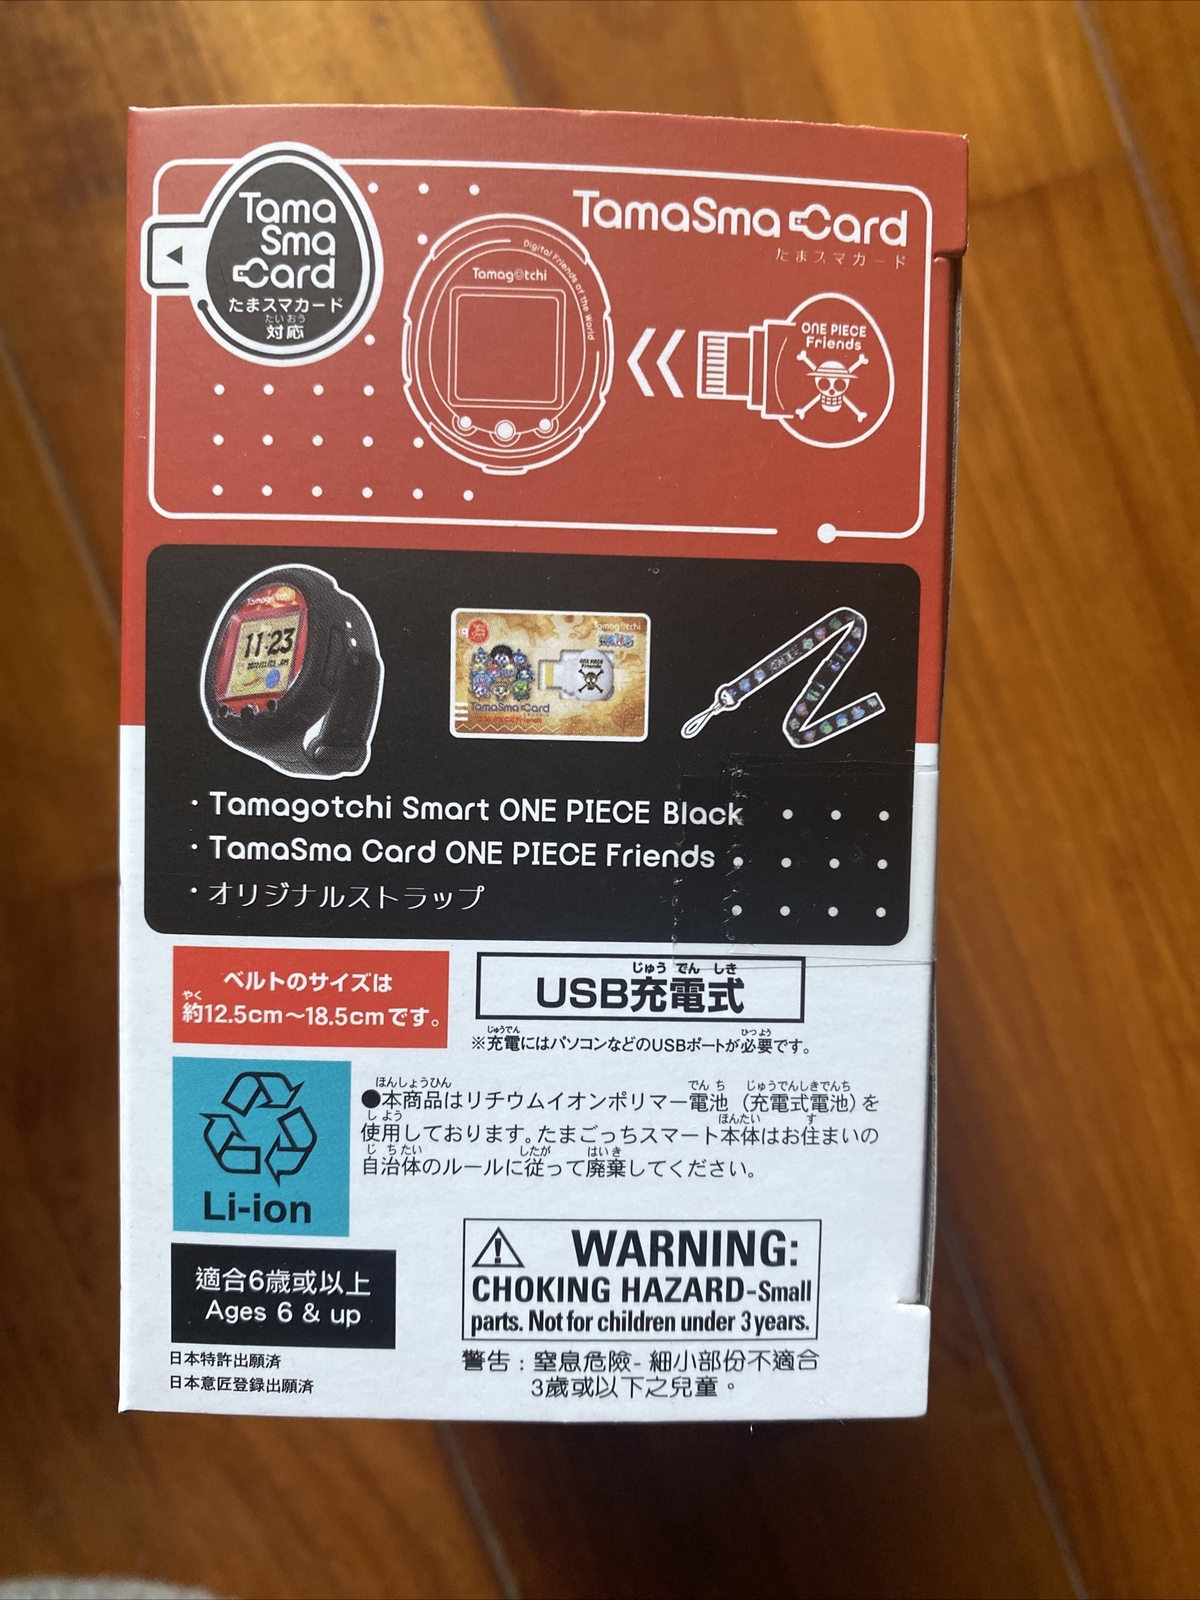 Tama
Sma
Card
たまスマカード
たいおう
対応
TamaSma Card
たまスマカード
Tamagotchi
Digital Friends of the World
ONE PIECE
Friends
Tamagotchi
11:23
Tamagotchi
ONE PIECE
Friends
TamaSma Card
ONE PIECE Friends
・Tamagotchi Smart ONE PIECE Black
・TamaSma Card ONE PIECE Friends
・オリジナルストラップ
ベルトのサイズは
やく
約12.5cm〜18.5cmです。
じゅうでんしき
USB充電式
じゅうでん ひつよう
※充電にはパソコンなどのUSBポートが必要です。
ほんしょうひん でんち じゅうでんしきでんち
●本商品はリチウムイオンポリマー電池（充電式電池）を
しよう ほんたい す
使用しております。たまごっちスマート本体はお住まいの
じちたい したが はいき
自治体のルールに従って廃棄してください。
Li-ion
適合6歲或以上
Ages 6 & up
日本特許出願済
日本意匠登録出願済
WARNING:
CHOKING HAZARD-Small
parts. Not for children under 3 years.
警告：窒息危險- 細小部份不適合
3歲或以下之兒童。